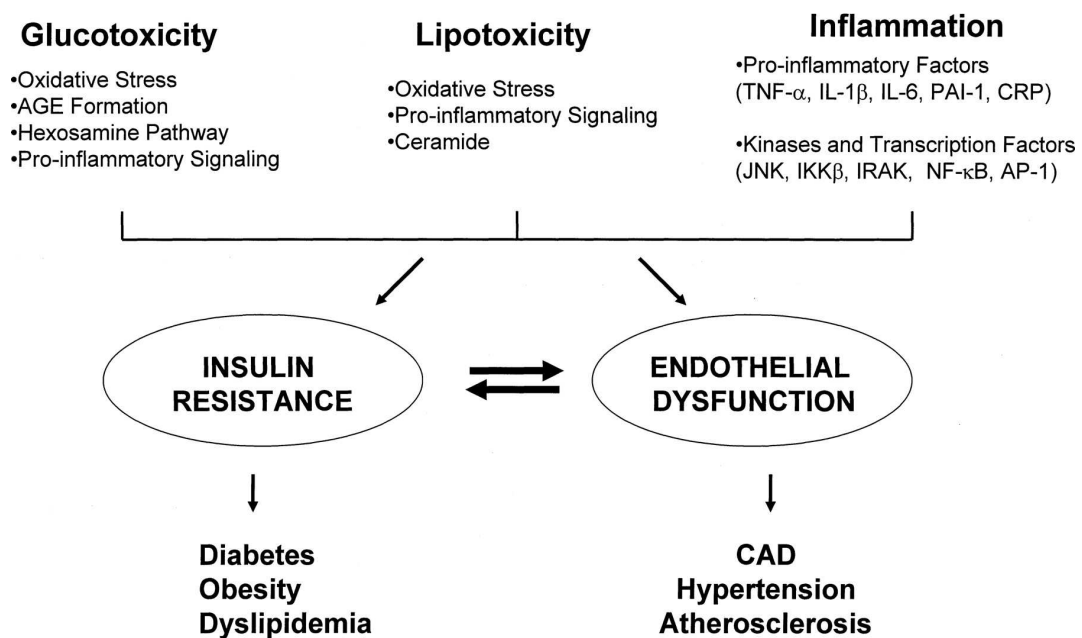 Glucotoxicity
•Oxidative Stress
•AGE Formation
•Hexosamine Pathway
•Pro-inflammatory Signaling
Lipotoxicity
•Oxidative Stress
•Pro-inflammatory Signaling
•Ceramide
Inflammation
•Pro-inflammatory Factors
(TNF-α, IL-1β, IL-6, PAI-1, CRP)
•Kinases and Transcription Factors
(JNK, IKKβ, IRAK, NF-κB, AP-1)
INSULIN
RESISTANCE
ENDOTHELIAL
DYSFUNCTION
Diabetes
Obesity
Dyslipidemia
CAD
Hypertension
Atherosclerosis